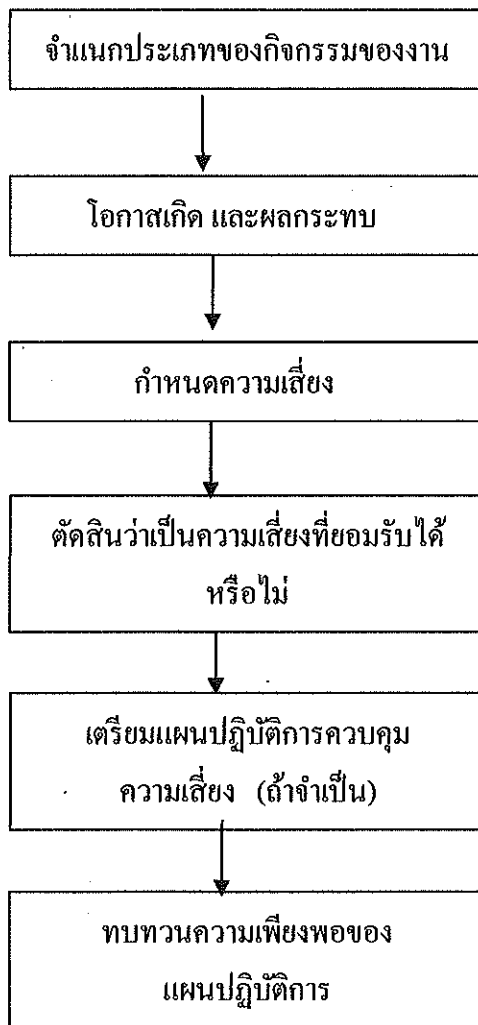 จำแนกประเภทของกิจกรรมของงาน
โอกาสเกิด และผลกระทบ
กำหนดความเสี่ยง
ตัดสินว่าเป็นความเสี่ยงที่ยอมรับได้
หรือไม่
เตรียมแผนปฏิบัติการควบคุม
ความเสี่ยง (ถ้าจำเป็น)
ทบทวนความเพียงพอของ
แผนปฏิบัติการ